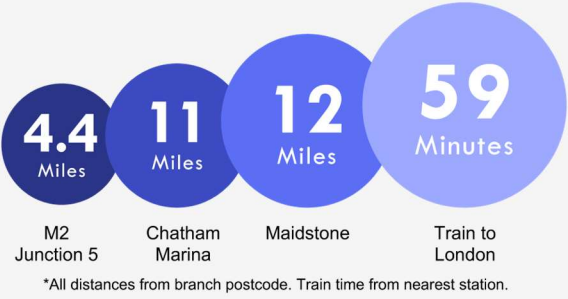 4.4
Miles
11
Miles
12
Miles
59
Minutes
M2
Junction 5
Chatham
Marina
Maidstone
Train to
London
*All distances from branch postcode. Train time from nearest station.